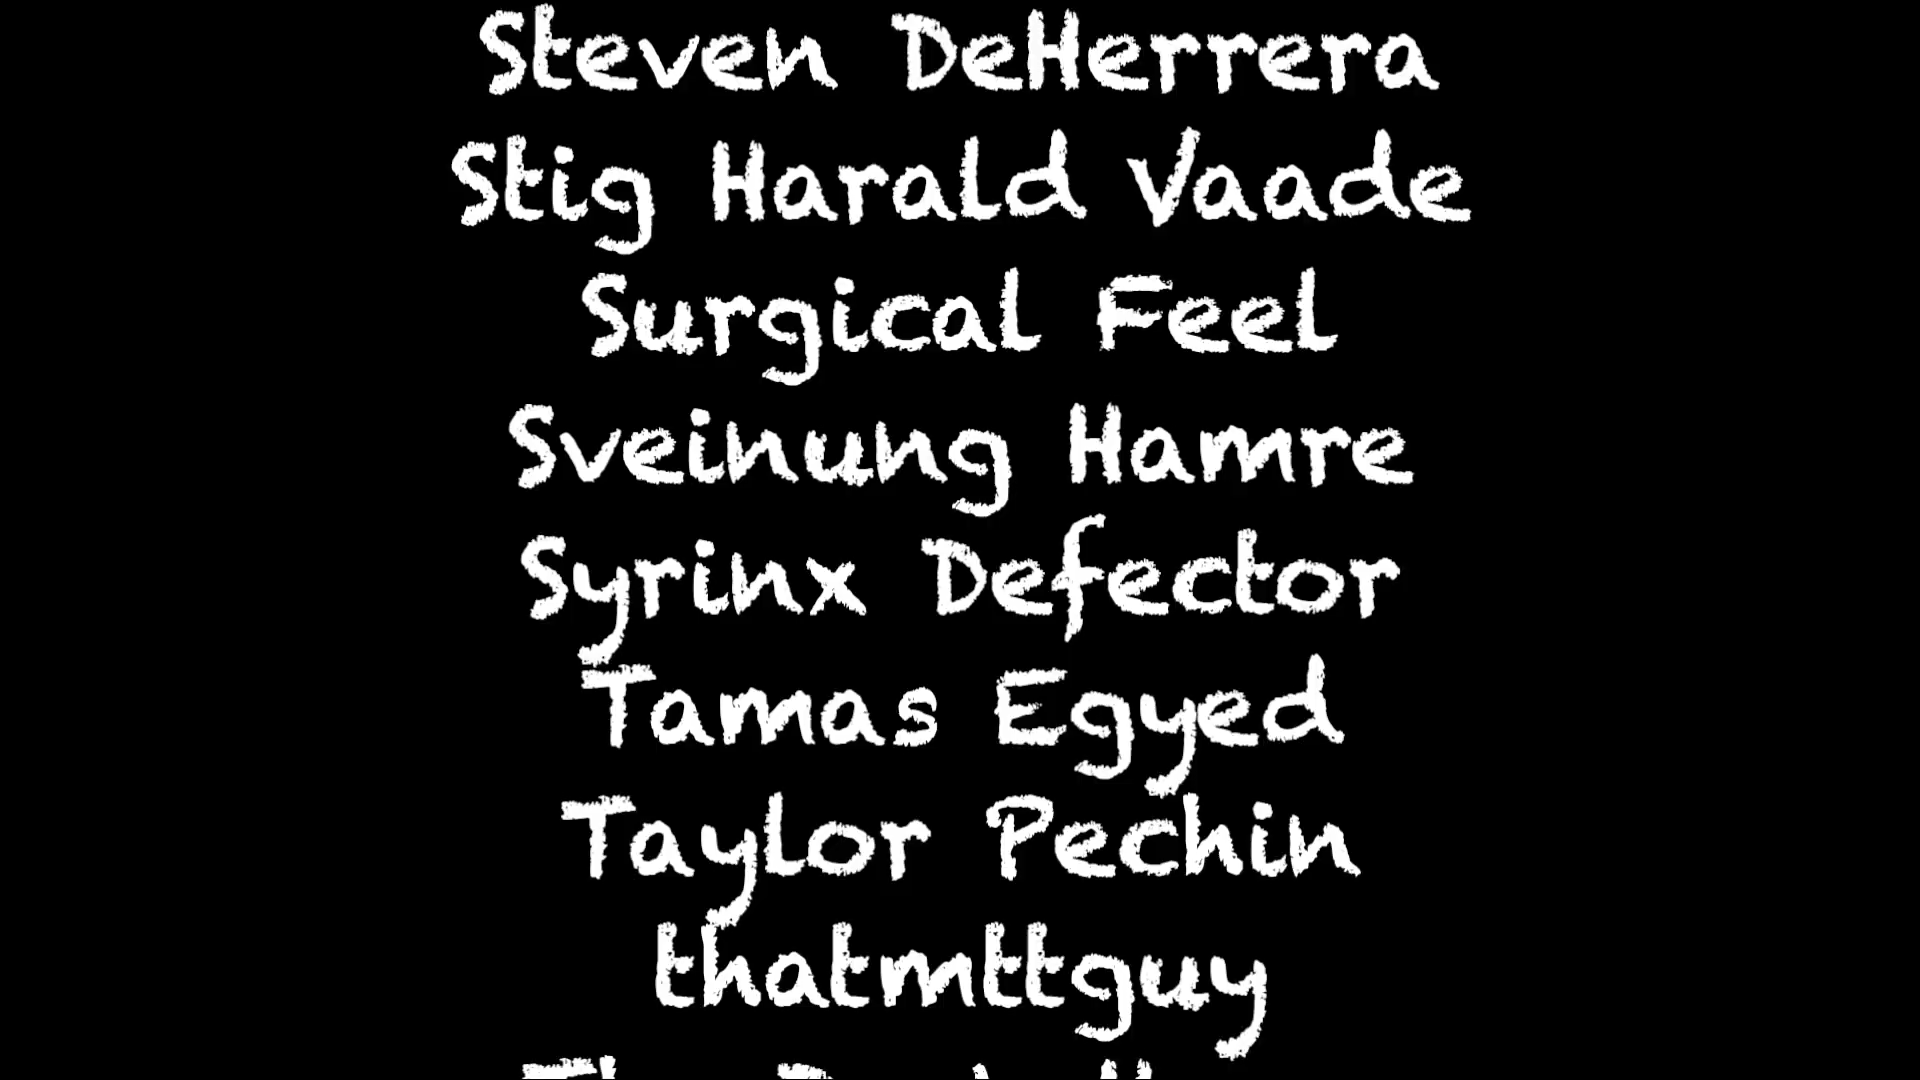 Steven DeHerrera
Stig Harald Vaade
Surgical Feel
Sveinung Hamre
Syrinx Defector
Tamas Egyed
Taylor Pechin
thatmttguy